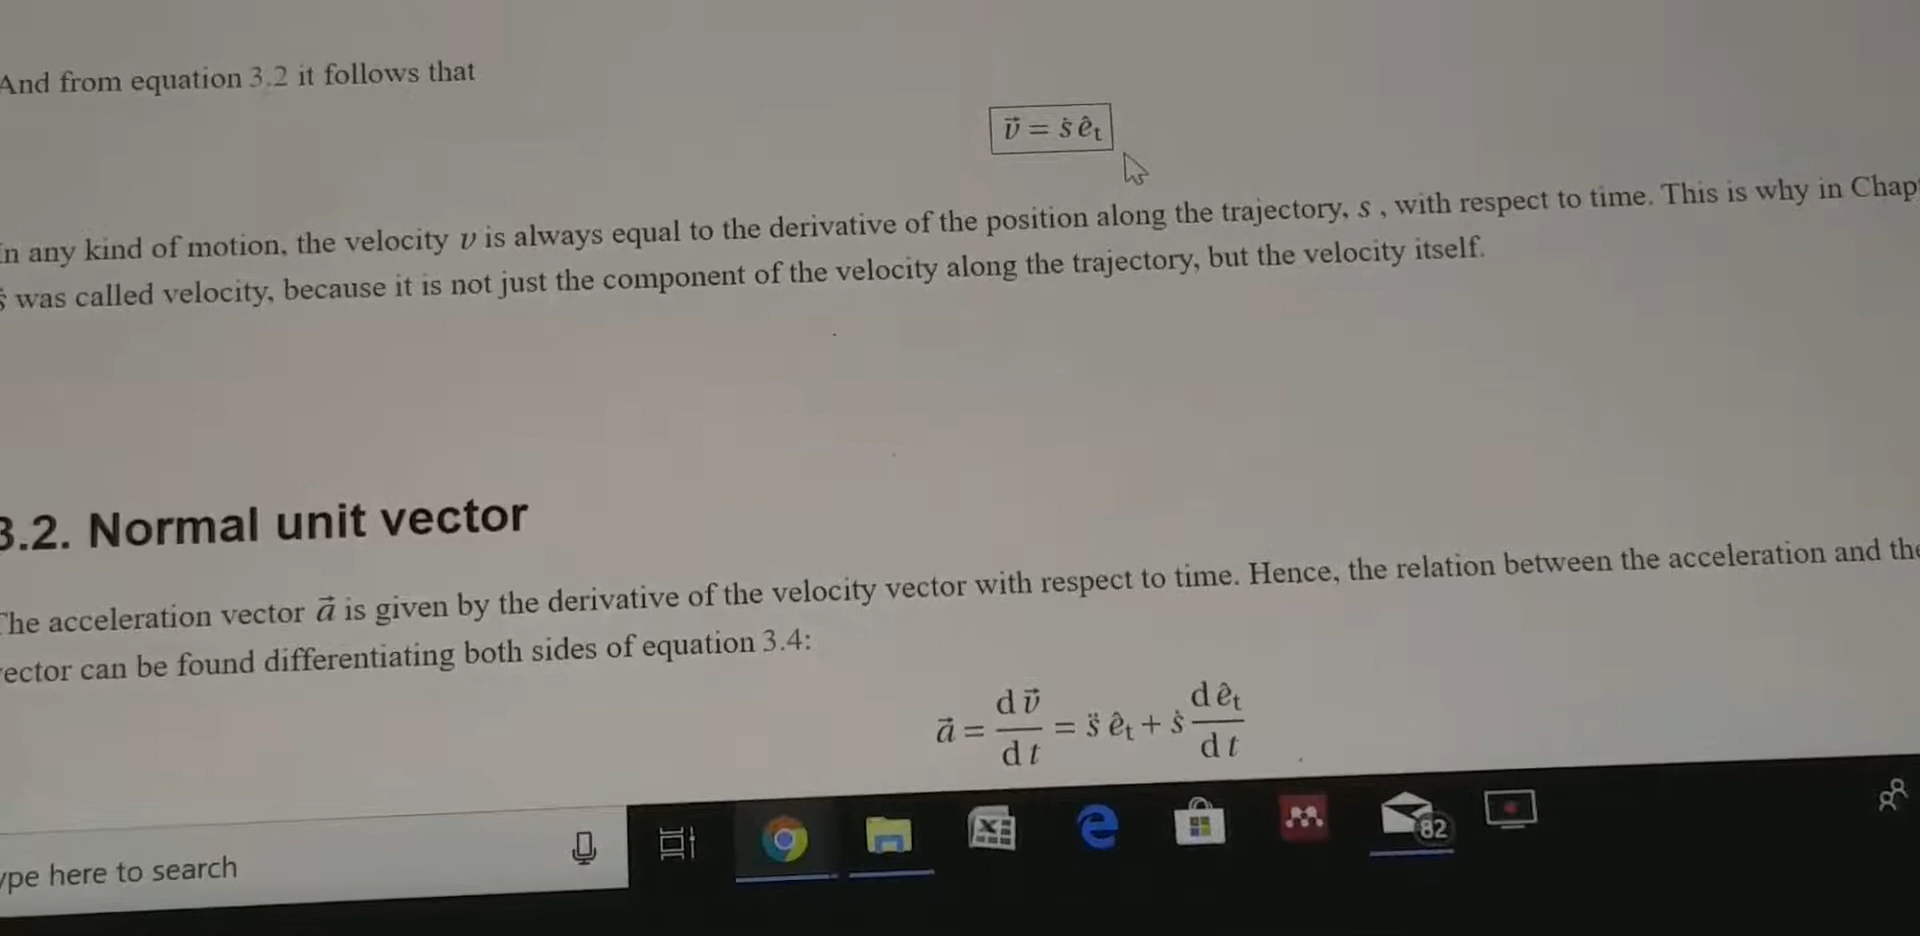 And from equation 3.2 it follows that
v⃗ = ṡ ê_t
In any kind of motion, the velocity v is always equal to the derivative of the position along the trajectory, s , with respect to time. This is why in Chap
ṡ was called velocity, because it is not just the component of the velocity along the trajectory, but the velocity itself.
3.2. Normal unit vector
The acceleration vector a⃗ is given by the derivative of the velocity vector with respect to time. Hence, the relation between the acceleration and the
vector can be found differentiating both sides of equation 3.4:
a⃗ = dv⃗/dt = s̈ ê_t + ṡ dê_t/dt
ype here to search
82